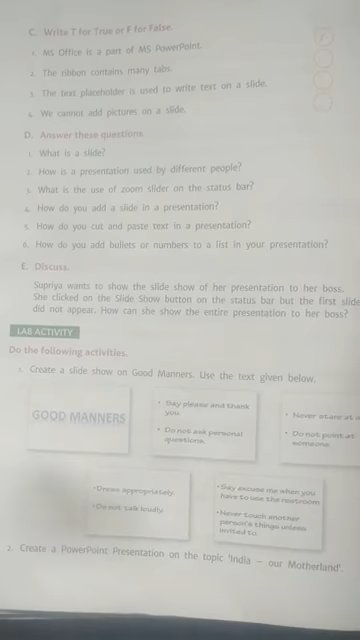 C. Write T for True or F for False.
1. MS Office is a part of MS PowerPoint.
2. The ribbon contains many tabs.
3. The text placeholder is used to write text on a slide.
4. We cannot add pictures on a slide.
D. Answer these questions.
1. What is a slide?
2. How is a presentation used by different people?
3. What is the use of zoom slider on the status bar?
4. How do you add a slide in a presentation?
5. How do you cut and paste text in a presentation?
6. How do you add bullets or numbers to a list in your presentation?
E. Discuss.
Supriya wants to show the slide show of her presentation to her boss.
She clicked on the Slide Show button on the status bar but the first slide
did not appear. How can she show the entire presentation to her boss?
LAB ACTIVITY
Do the following activities.
1. Create a slide show on Good Manners. Use the text given below.
GOOD MANNERS
• Say please and thank
you.
• Do not ask personal
questions.
• Never stare at
• Do not point at
someone.
• Dress appropriately.
• Do not talk loudly.
• Say excuse me when you
have to use the restroom
• Never touch another
person's things unless
invited to.
2. Create a PowerPoint Presentation on the topic 'India – our Motherland'.